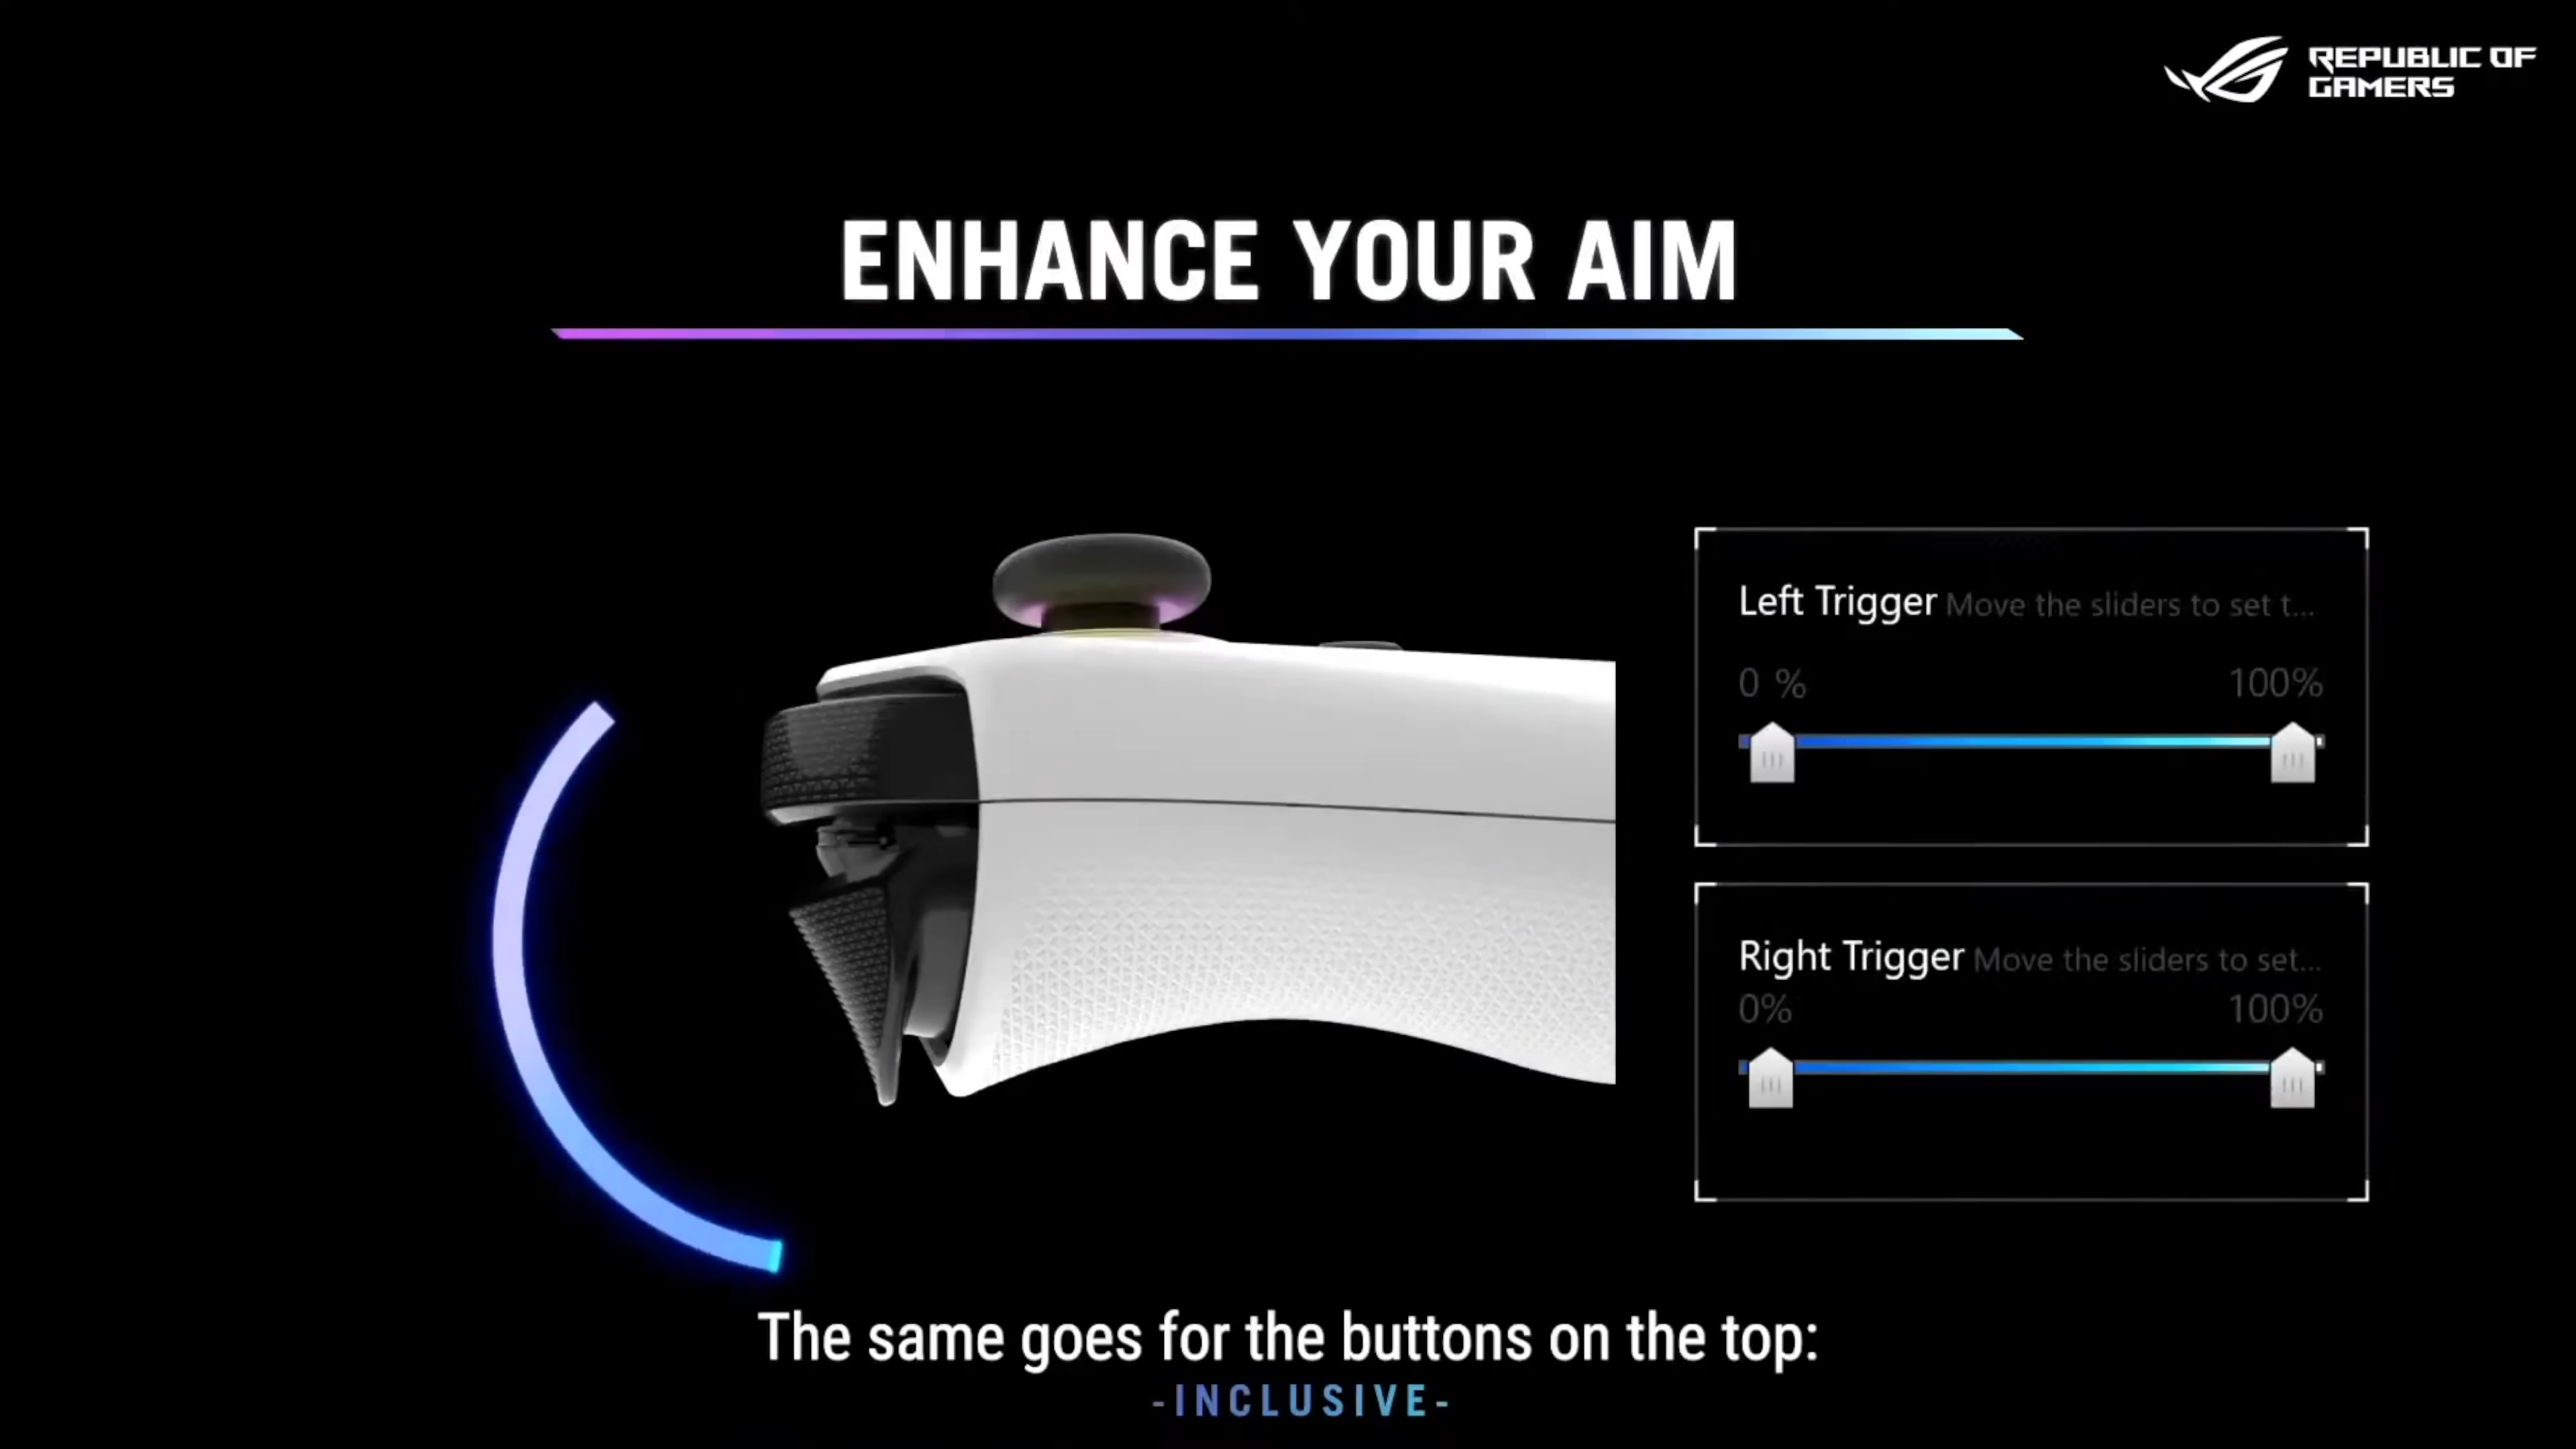 REPUBLIC OF
GAMERS
ENHANCE YOUR AIM
Left Trigger Move the sliders to set t...
0 % 100%
Right Trigger Move the sliders to set...
0% 100%
The same goes for the buttons on the top:
-INCLUSIVE-